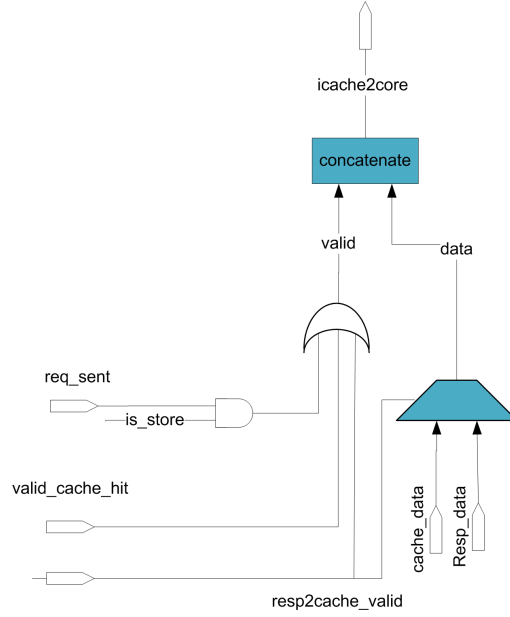 icache2core
concatenate
valid
data
req_sent
is_store
valid_cache_hit
cache_data
Resp_data
resp2cache_valid